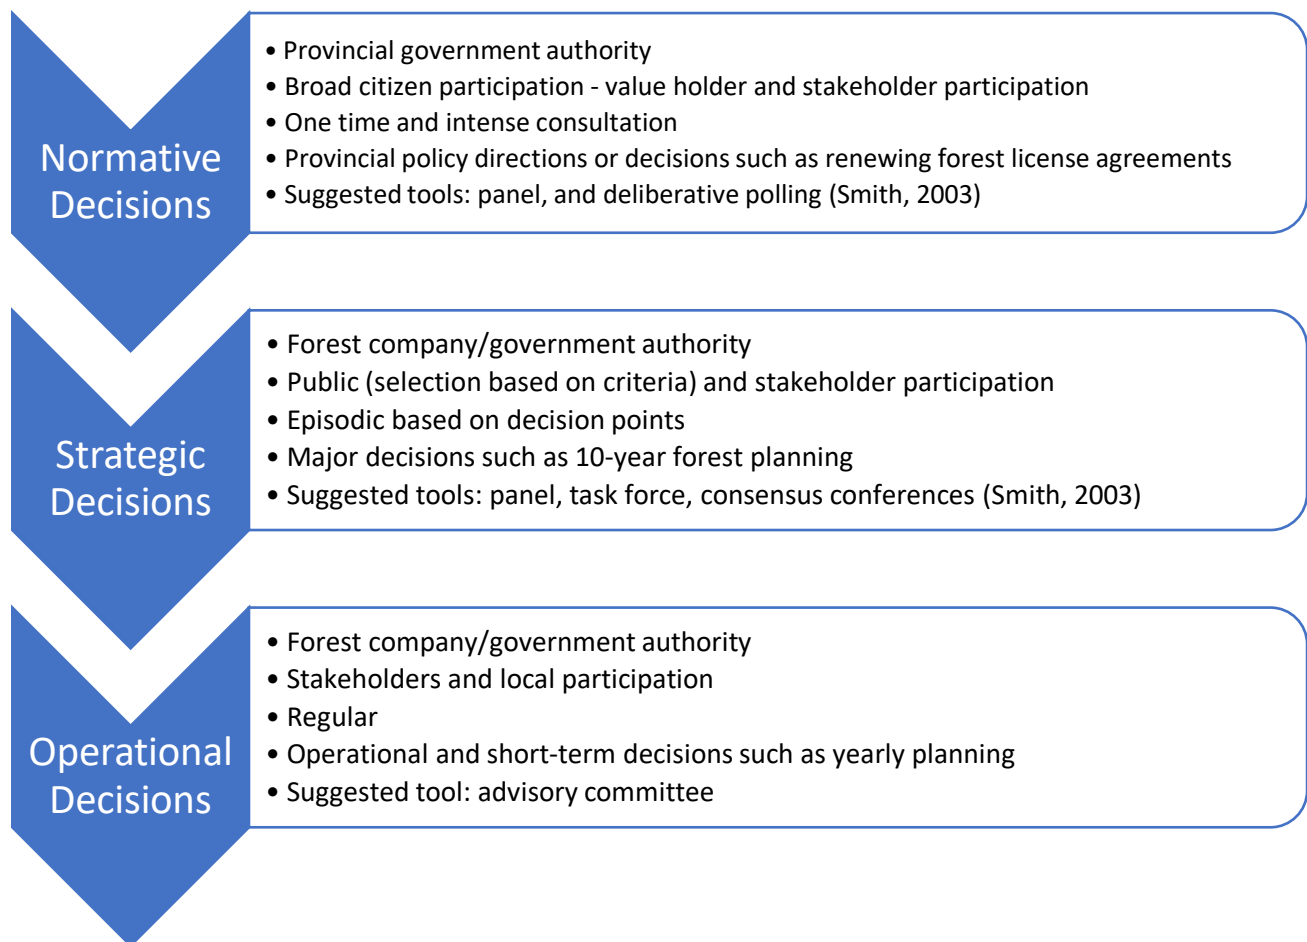 Normative
Decisions
• Provincial government authority
• Broad citizen participation - value holder and stakeholder participation
• One time and intense consultation
• Provincial policy directions or decisions such as renewing forest license agreements
• Suggested tools: panel, and deliberative polling (Smith, 2003)
Strategic
Decisions
• Forest company/government authority
• Public (selection based on criteria) and stakeholder participation
• Episodic based on decision points
• Major decisions such as 10-year forest planning
• Suggested tools: panel, task force, consensus conferences (Smith, 2003)
Operational
Decisions
• Forest company/government authority
• Stakeholders and local participation
• Regular
• Operational and short-term decisions such as yearly planning
• Suggested tool: advisory committee